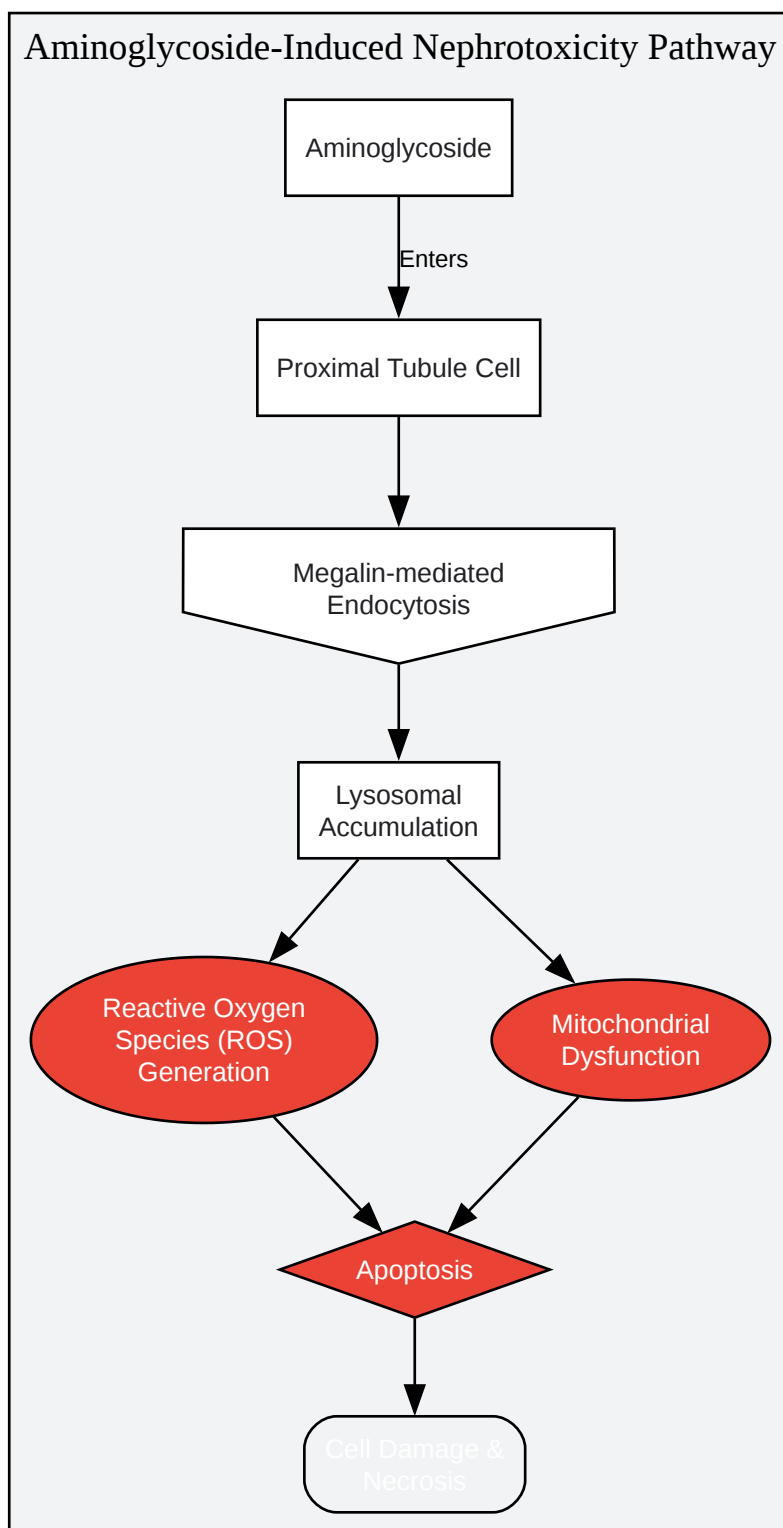 Aminoglycoside-Induced Nephrotoxicity Pathway
Aminoglycoside
Enters
Proximal Tubule Cell
Megalin-mediated
Endocytosis
Lysosomal
Accumulation
Reactive Oxygen
Species (ROS)
Generation
Mitochondrial
Dysfunction
Apoptosis
Cell Damage &
Necrosis